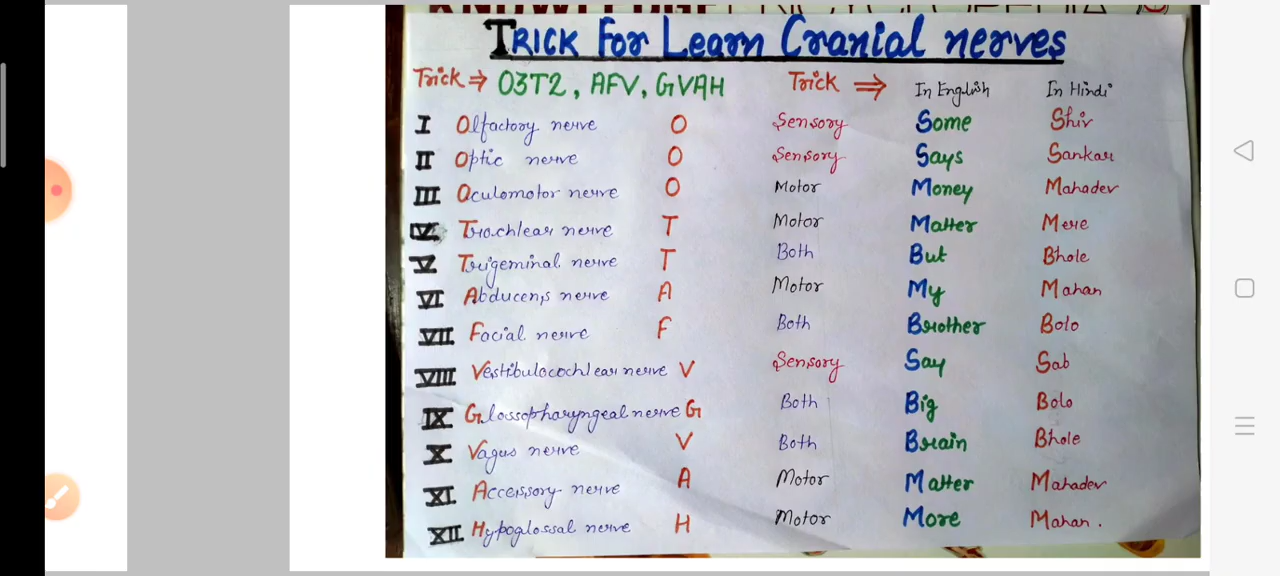 TRICK For Learn Cranial nerves
Trick → O3T2, AFV, GVAH Trick ⇒ In English In Hindi
I Olfactory nerve O Sensory Some Shiv
II Optic nerve O Sensory Says Sankar
III Oculomotor nerve O Motor Money Mahadev
IV Trochlear nerve T Motor Matter Mere
V Trigeminal nerve T Both But Bhole
VI Abducens nerve A Motor My Mahan
VII Facial nerve F Both Brother Bolo
VIII Vestibulocochlear nerve V Sensory Say Sab
IX Glossopharyngeal nerve G Both Big Bolo
X Vagus nerve V Both Brain Bhole
XI. Accessory nerve A Motor Matter Mahadev
XII. Hypoglossal nerve H Motor More Mahan .